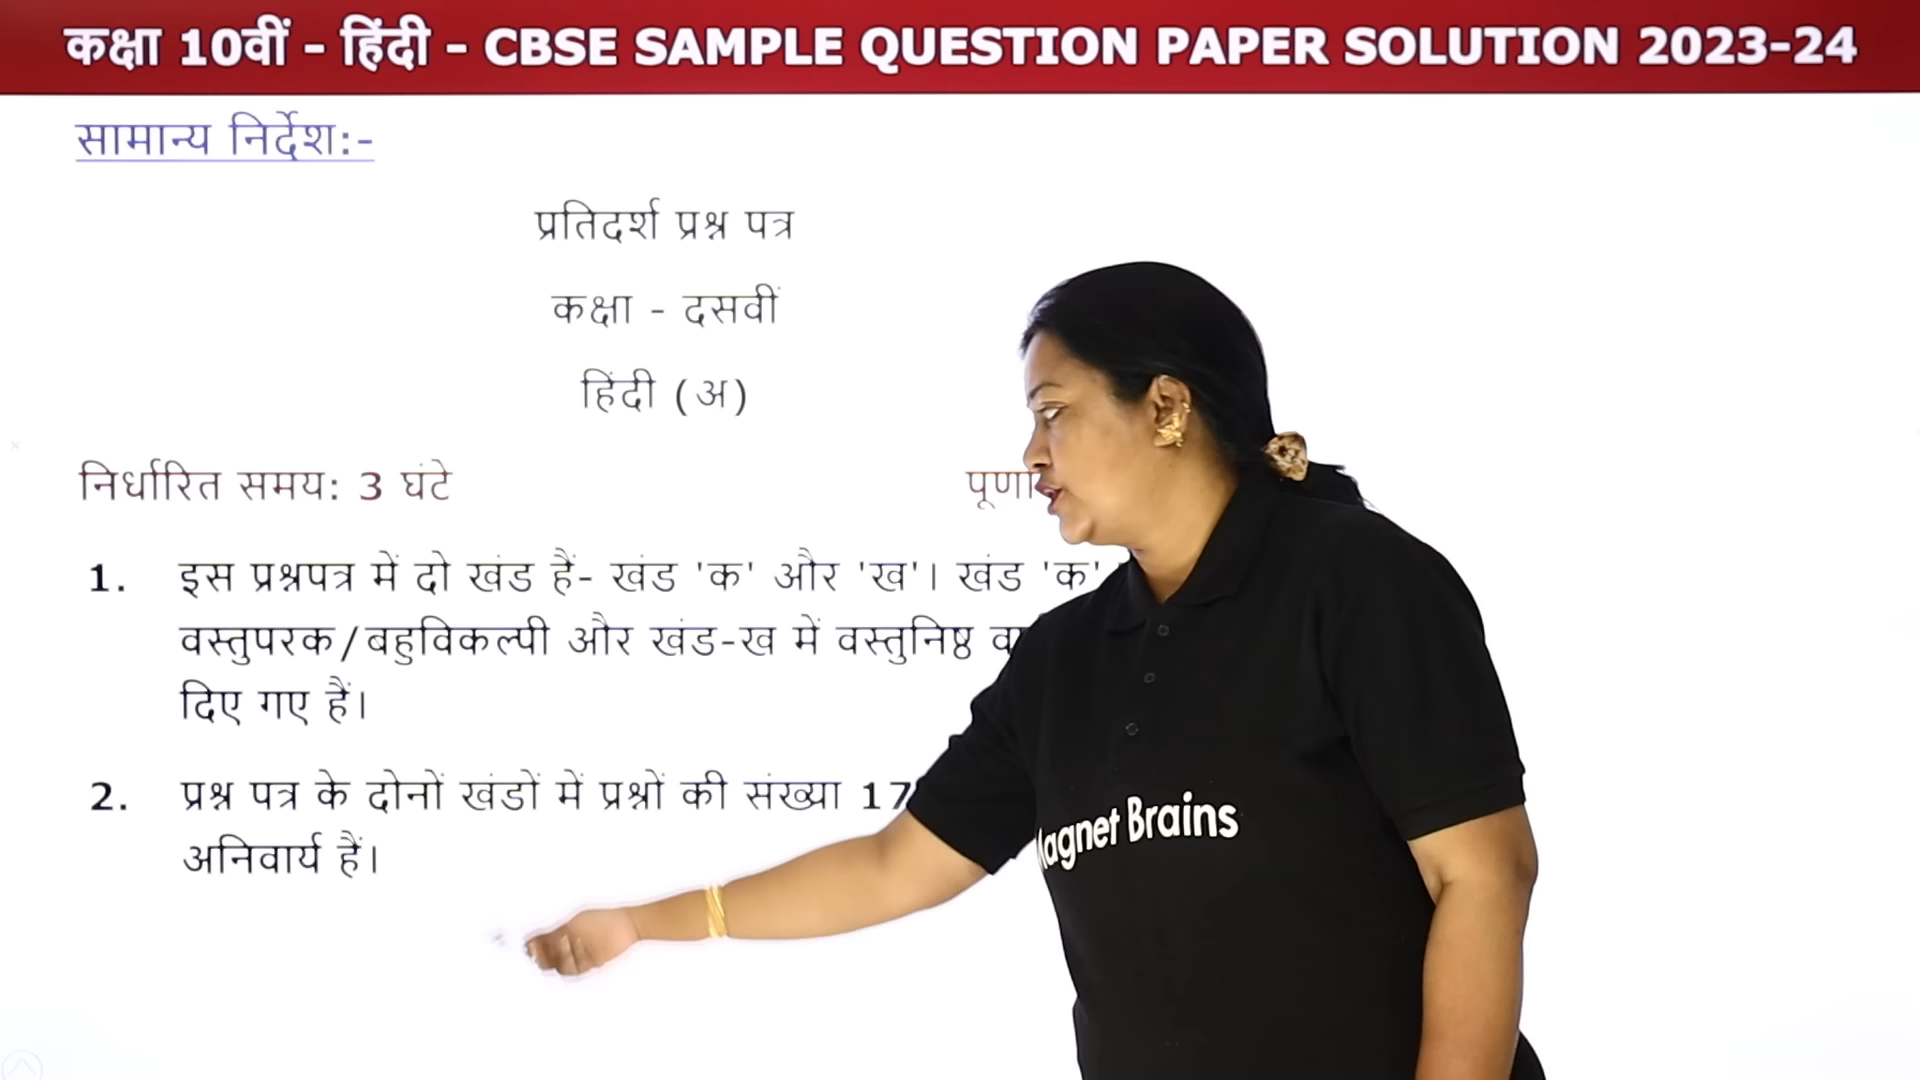 कक्षा 10वीं - हिंदी - CBSE SAMPLE QUESTION PAPER SOLUTION 2023-24
सामान्य निर्देश:-
प्रतिदर्श प्रश्न पत्र
कक्षा - दसवीं
हिंदी (अ)
निर्धारित समय: 3 घंटे
1. इस प्रश्नपत्र में दो खंड हैं- खंड 'क' और 'ख'। खंड 'क'
वस्तुपरक/बहुविकल्पी और खंड-ख में वस्तुनिष्ठ
दिए गए हैं।
2. प्रश्न पत्र के दोनों खंडों में प्रश्नों की संख्या 17
अनिवार्य हैं।
Magnet Brains